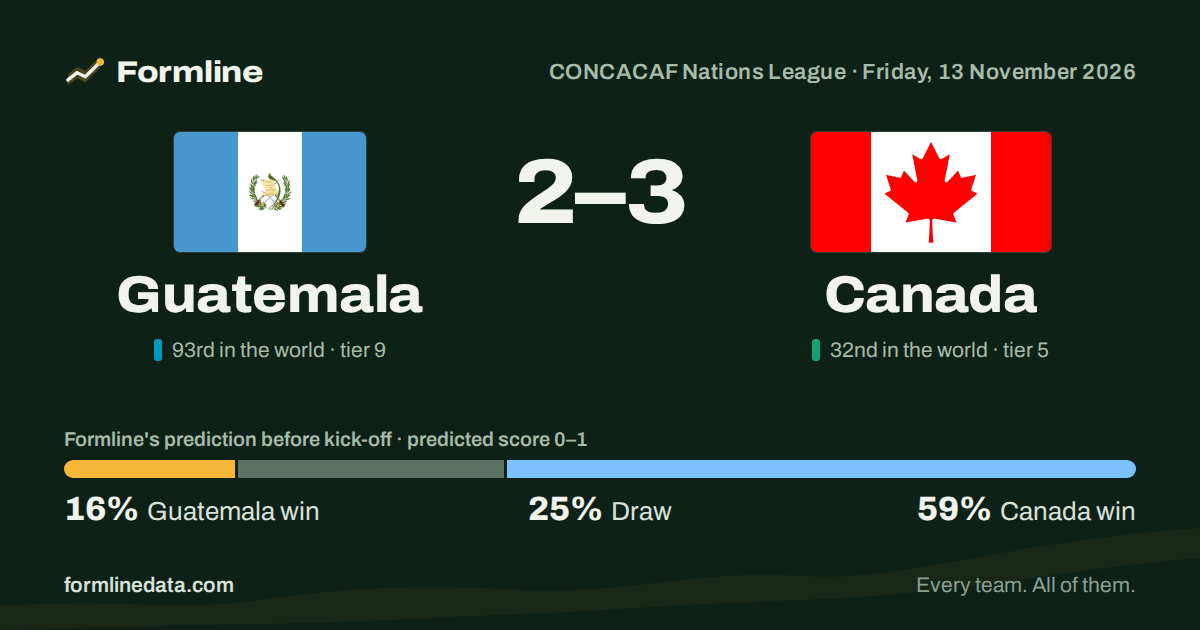 Formline
CONCACAF Nations League · Friday, 13 November 2026
2–3
Guatemala
Canada
93rd in the world · tier 9
32nd in the world · tier 5
Formline's prediction before kick-off · predicted score 0–1
16% Guatemala win
25% Draw
59% Canada win
formlinedata.com
Every team. All of them.